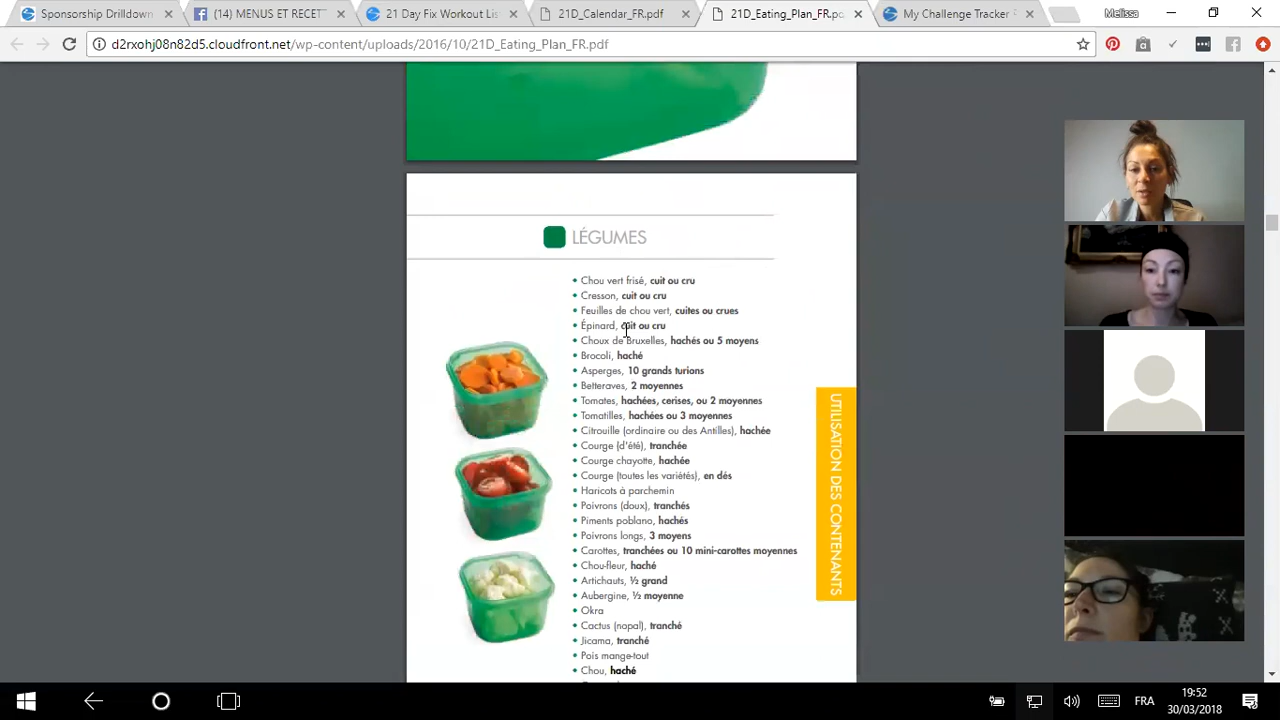 Sponsorship Drilldown
(14) MENUS ET RECET
21 Day Fix Workout Lis
21D_Calendar_FR.pdf
21D_Eating_Plan_FR.po
My Challenge Tracker
Melissa
d2rxohj08n82d5.cloudfront.net/wp-content/uploads/2016/10/21D_Eating_Plan_FR.pdf
LÉGUMES
• Chou vert frisé, cuit ou cru
• Cresson, cuit ou cru
• Feuilles de chou vert, cuites ou crues
• Épinard, cuit ou cru
• Choux de Bruxelles, hachés ou 5 moyens
• Brocoli, haché
• Asperges, 10 grands turions
• Betteraves, 2 moyennes
• Tomates, hachées, cerises, ou 2 moyennes
• Tomatilles, hachées ou 3 moyennes
• Citrouille (ordinaire ou des Antilles), hachée
• Courge (d'été), tranchée
• Courge chayotte, hachée
• Courge (toutes les variétés), en dés
• Haricots à parchemin
• Poivrons (doux), tranchés
• Piments poblano, hachés
• Poivrons longs, 3 moyens
• Carottes, tranchées ou 10 mini-carottes moyennes
• Chou-fleur, haché
• Artichauts, ½ grand
• Aubergine, ½ moyenne
• Okra
• Cactus (nopal), tranché
• Jicama, tranché
• Pois mange-tout
• Chou, haché
UTILISATION DES CONTENANTS
FRA
19:52
30/03/2018